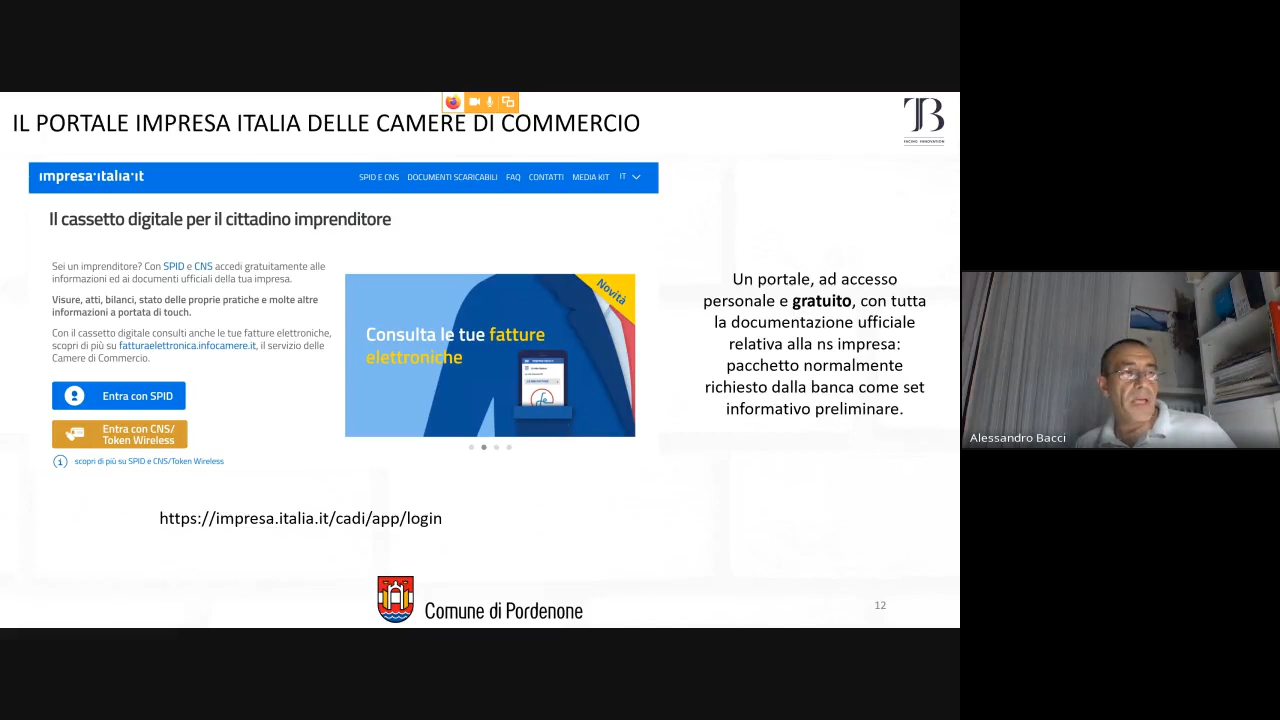 IL PORTALE IMPRESA ITALIA DELLE CAMERE DI COMMERCIO
TB
FACING INNOVATION
impresa.italia.it
SPID E CNS DOCUMENTI SCARICABILI FAQ CONTATTI MEDIA KIT IT
Il cassetto digitale per il cittadino imprenditore
Sei un imprenditore? Con SPID e CNS accedi gratuitamente alle
informazioni ed ai documenti ufficiali della tua impresa.
Visure, atti, bilanci, stato delle proprie pratiche e molte altre
informazioni a portata di touch.
Con il cassetto digitale consulti anche le tue fatture elettroniche,
scopri di più su fatturaelettronica.infocamere.it, il servizio delle
Camere di Commercio.
Entra con SPID
Entra con CNS/
Token Wireless
scopri di più su SPID e CNS/Token Wireless
Novità
Consulta le tue fatture
elettroniche
Un portale, ad accesso
personale e gratuito, con tutta
la documentazione ufficiale
relativa alla ns impresa:
pacchetto normalmente
richiesto dalla banca come set
informativo preliminare.
https://impresa.italia.it/cadi/app/login
Comune di Pordenone
12
Alessandro Bacci